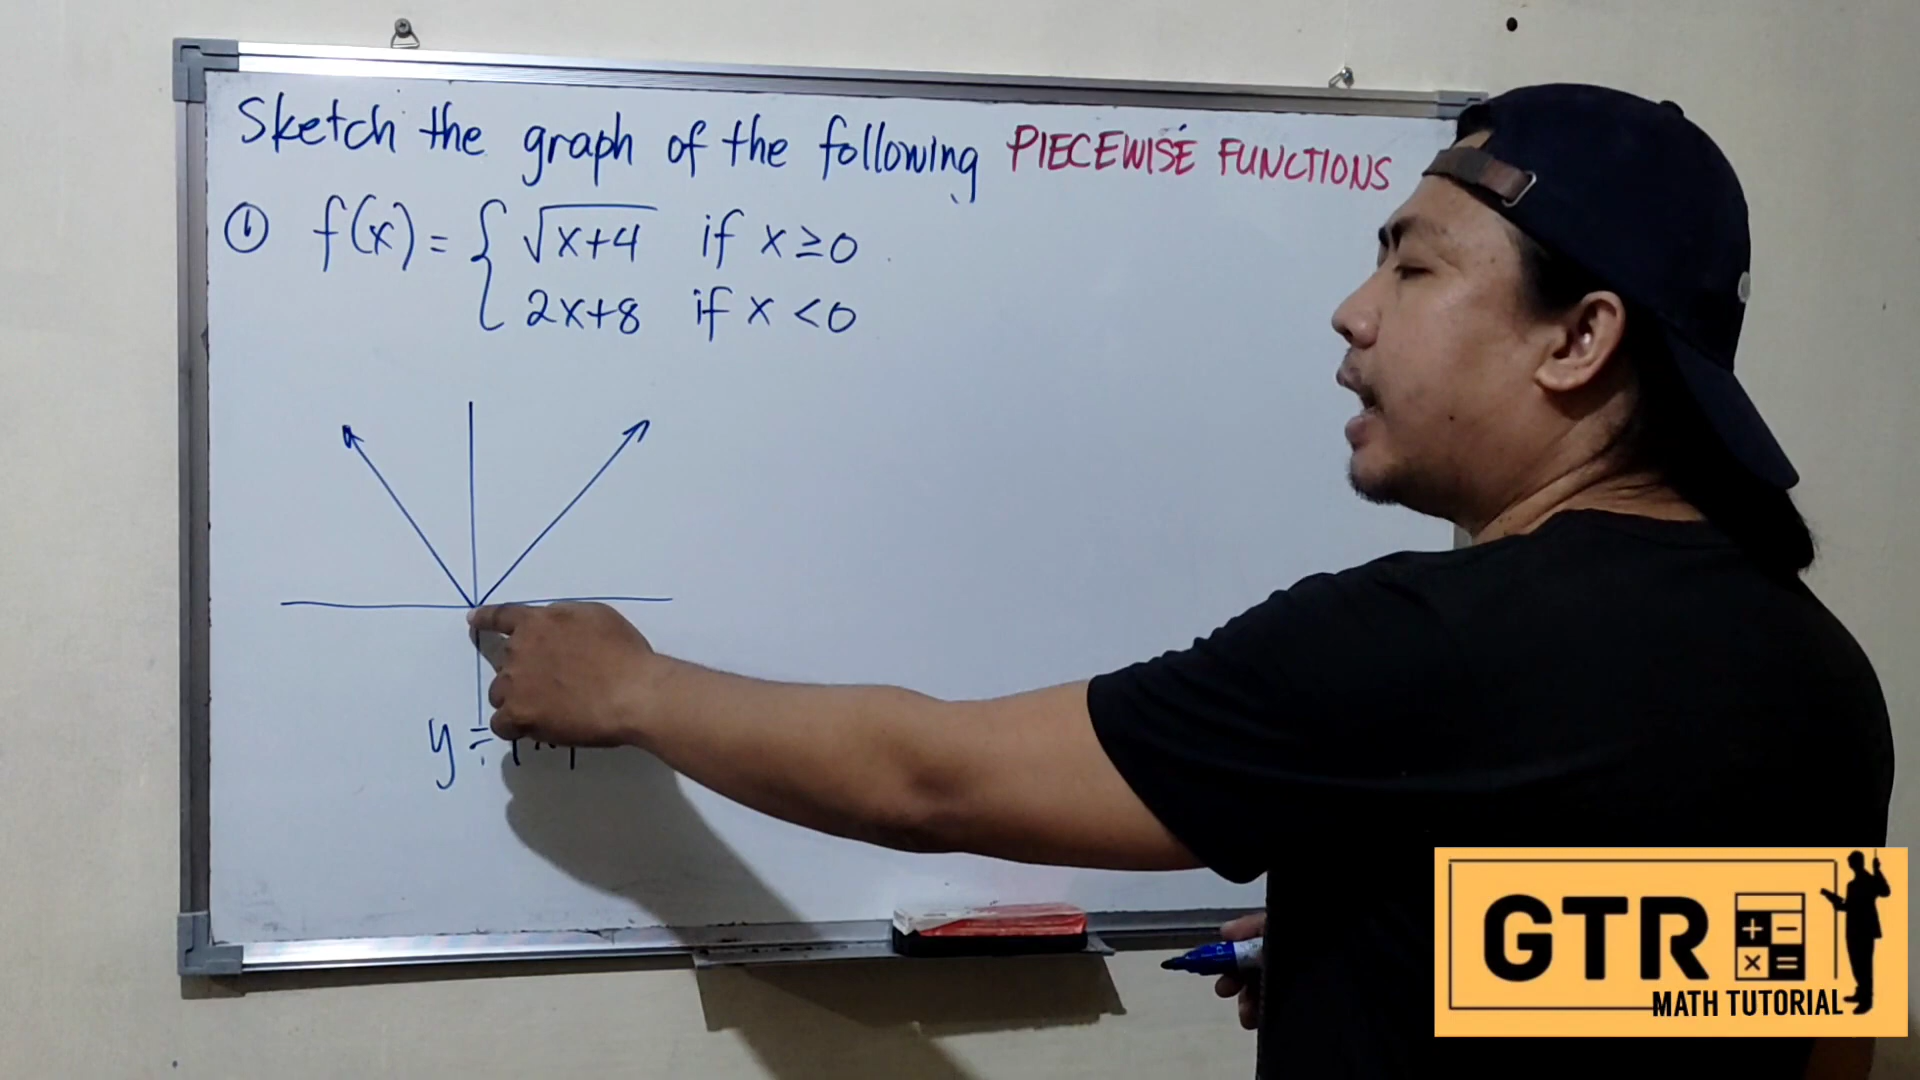 Sketch the graph of the following PIECEWISE FUNCTIONS
① f(x) = { √x+4 if x ≥ 0
2x+8 if x < 0
y = |x|
GTR
+ −
× =
MATH TUTORIAL